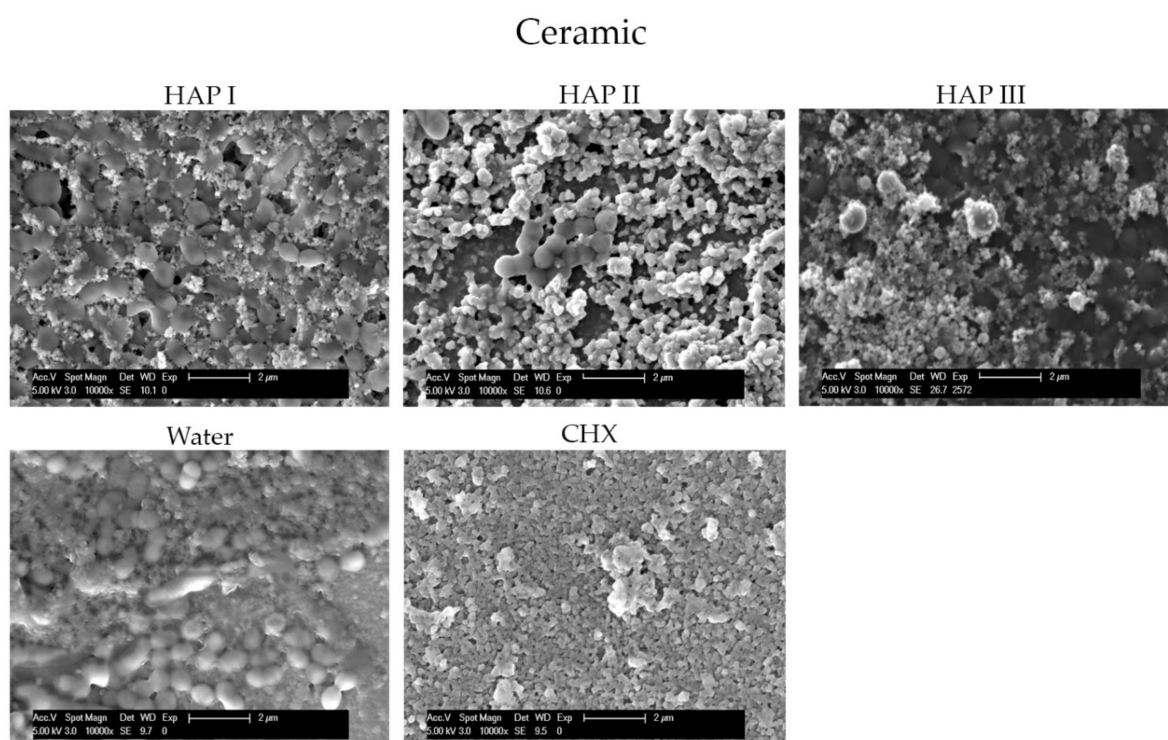 Ceramic
HAP I
HAP II
HAP III
Acc.V Spot Magn Det WD Exp 2 µm
5.00 kV 3.0 10000x SE 10.1 0
Acc.V Spot Magn Det WD Exp 2 µm
5.00 kV 3.0 10000x SE 10.6 0
Acc.V Spot Magn Det WD Exp 2 µm
5.00 kV 3.0 10000x SE 26.7 2572
Water
CHX
Acc.V Spot Magn Det WD Exp 2 µm
5.00 kV 3.0 10000x SE 9.7 0
Acc.V Spot Magn Det WD Exp 2 µm
5.00 kV 3.0 10000x SE 9.5 0